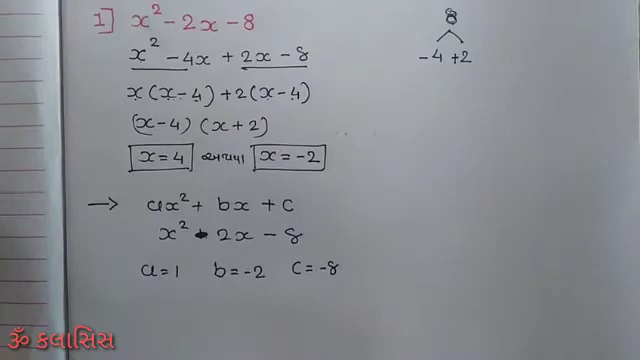 1] x² - 2x - 8
8
x² - 4x + 2x - 8
-4 +2
x(x-4) + 2(x-4)
(x-4) (x+2)
x = 4 અથવા x = -2
→ ax² + bx + c
x² - 2x - 8
a = 1 b = -2 c = -8
ૐ કલાસિસ